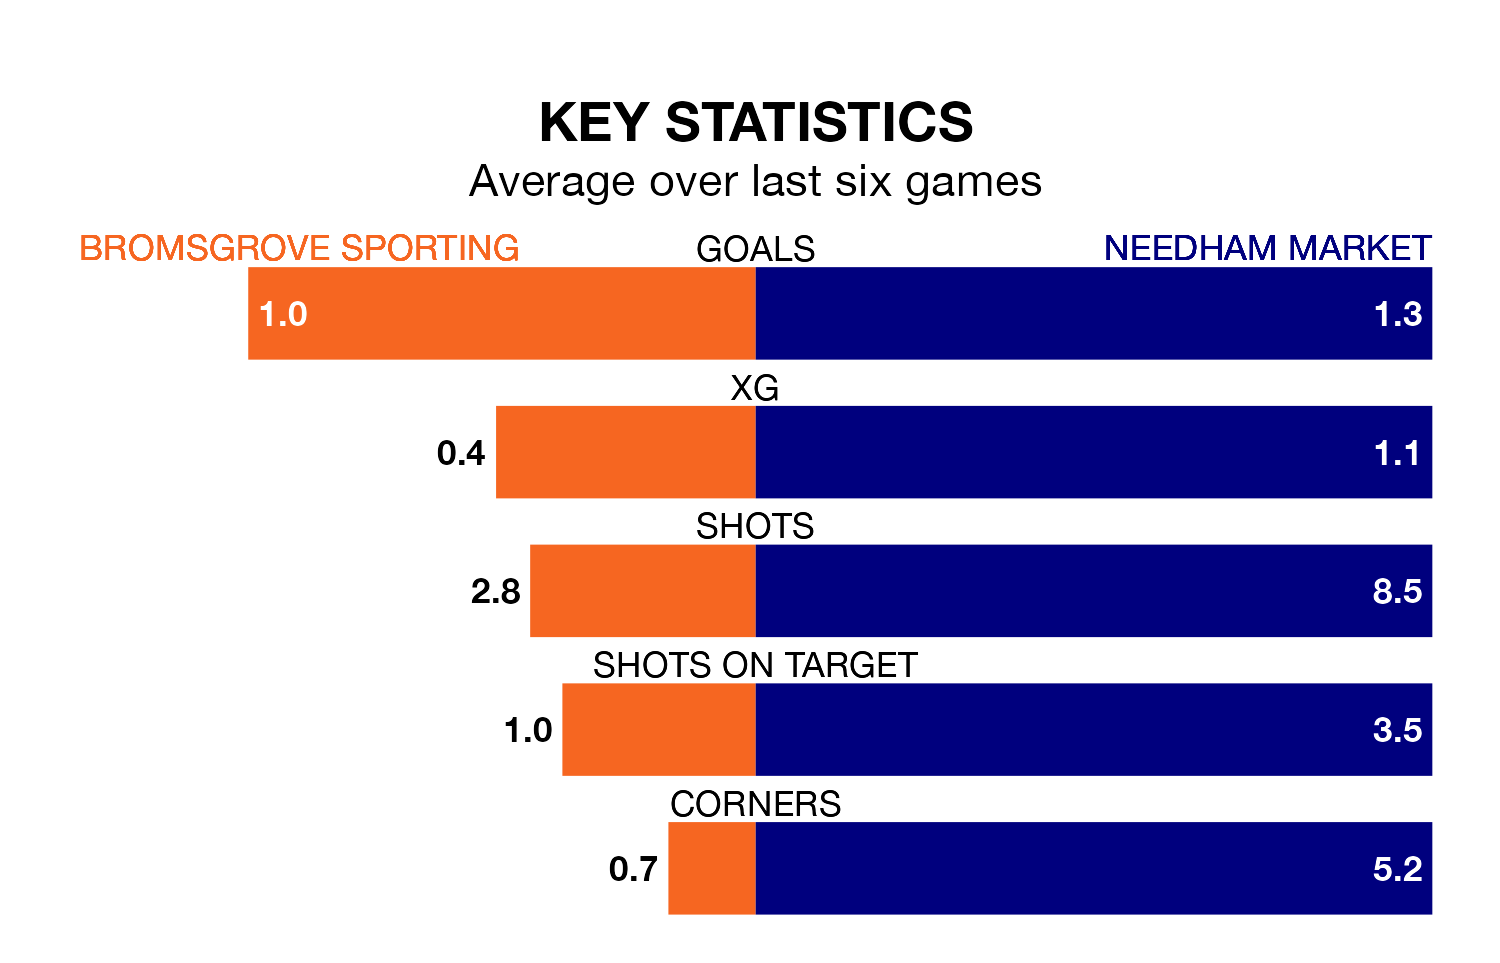 KEY STATISTICS
Average over last six games
BROMSGROVE SPORTING GOALS NEEDHAM MARKET
1.0 1.3
XG
0.4 1.1
SHOTS
2.8 8.5
SHOTS ON TARGET
1.0 3.5
CORNERS
0.7 5.2